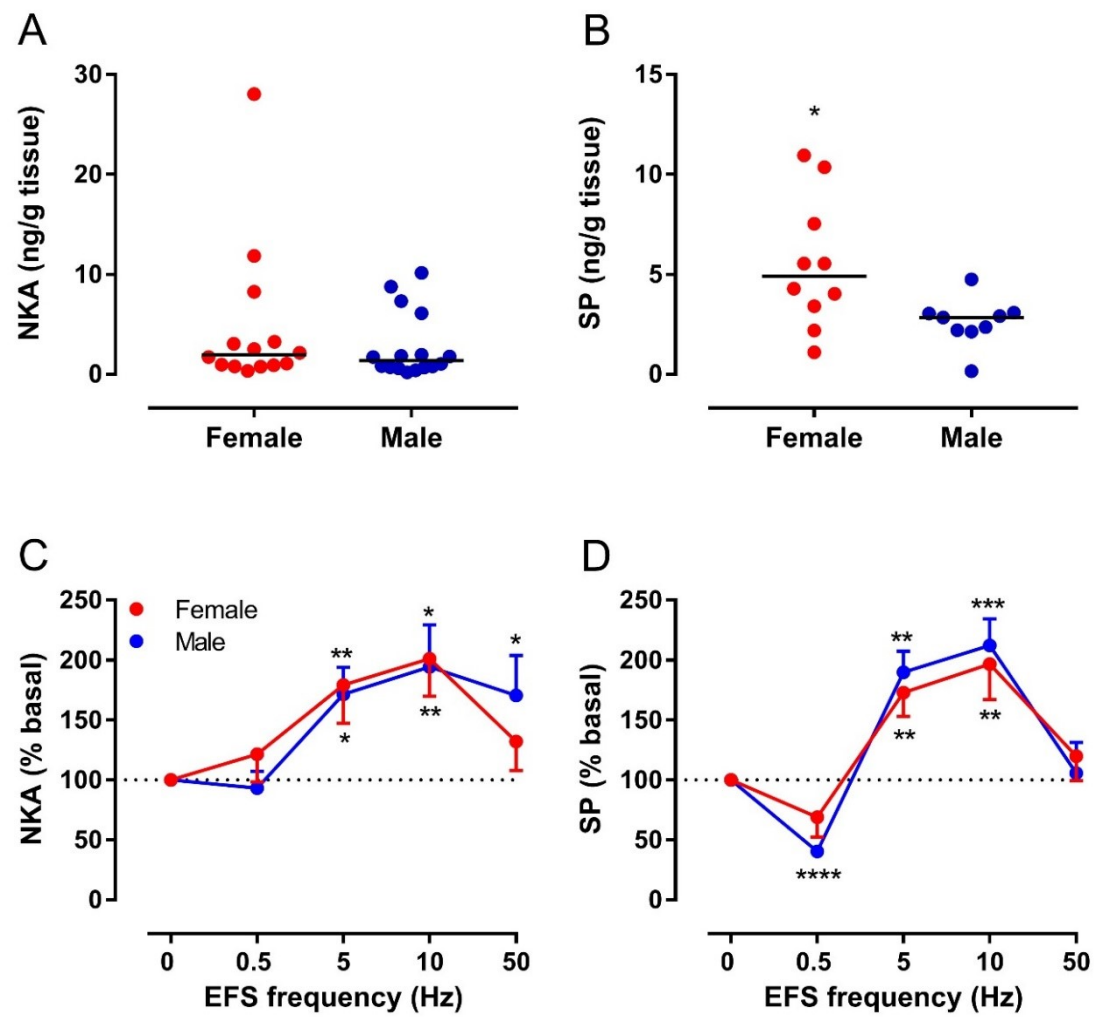 A
B
NKA (ng/g tissue)
30
20
10
0
Female
Male
SP (ng/g tissue)
15
10
5
0
*
Female
Male
C
D
NKA (% basal)
250
200
150
100
50
0
Female
Male
**
*
*
**
*
0
0.5
5
10
50
EFS frequency (Hz)
SP (% basal)
250
200
150
100
50
0
****
**
**
***
**
0
0.5
5
10
50
EFS frequency (Hz)